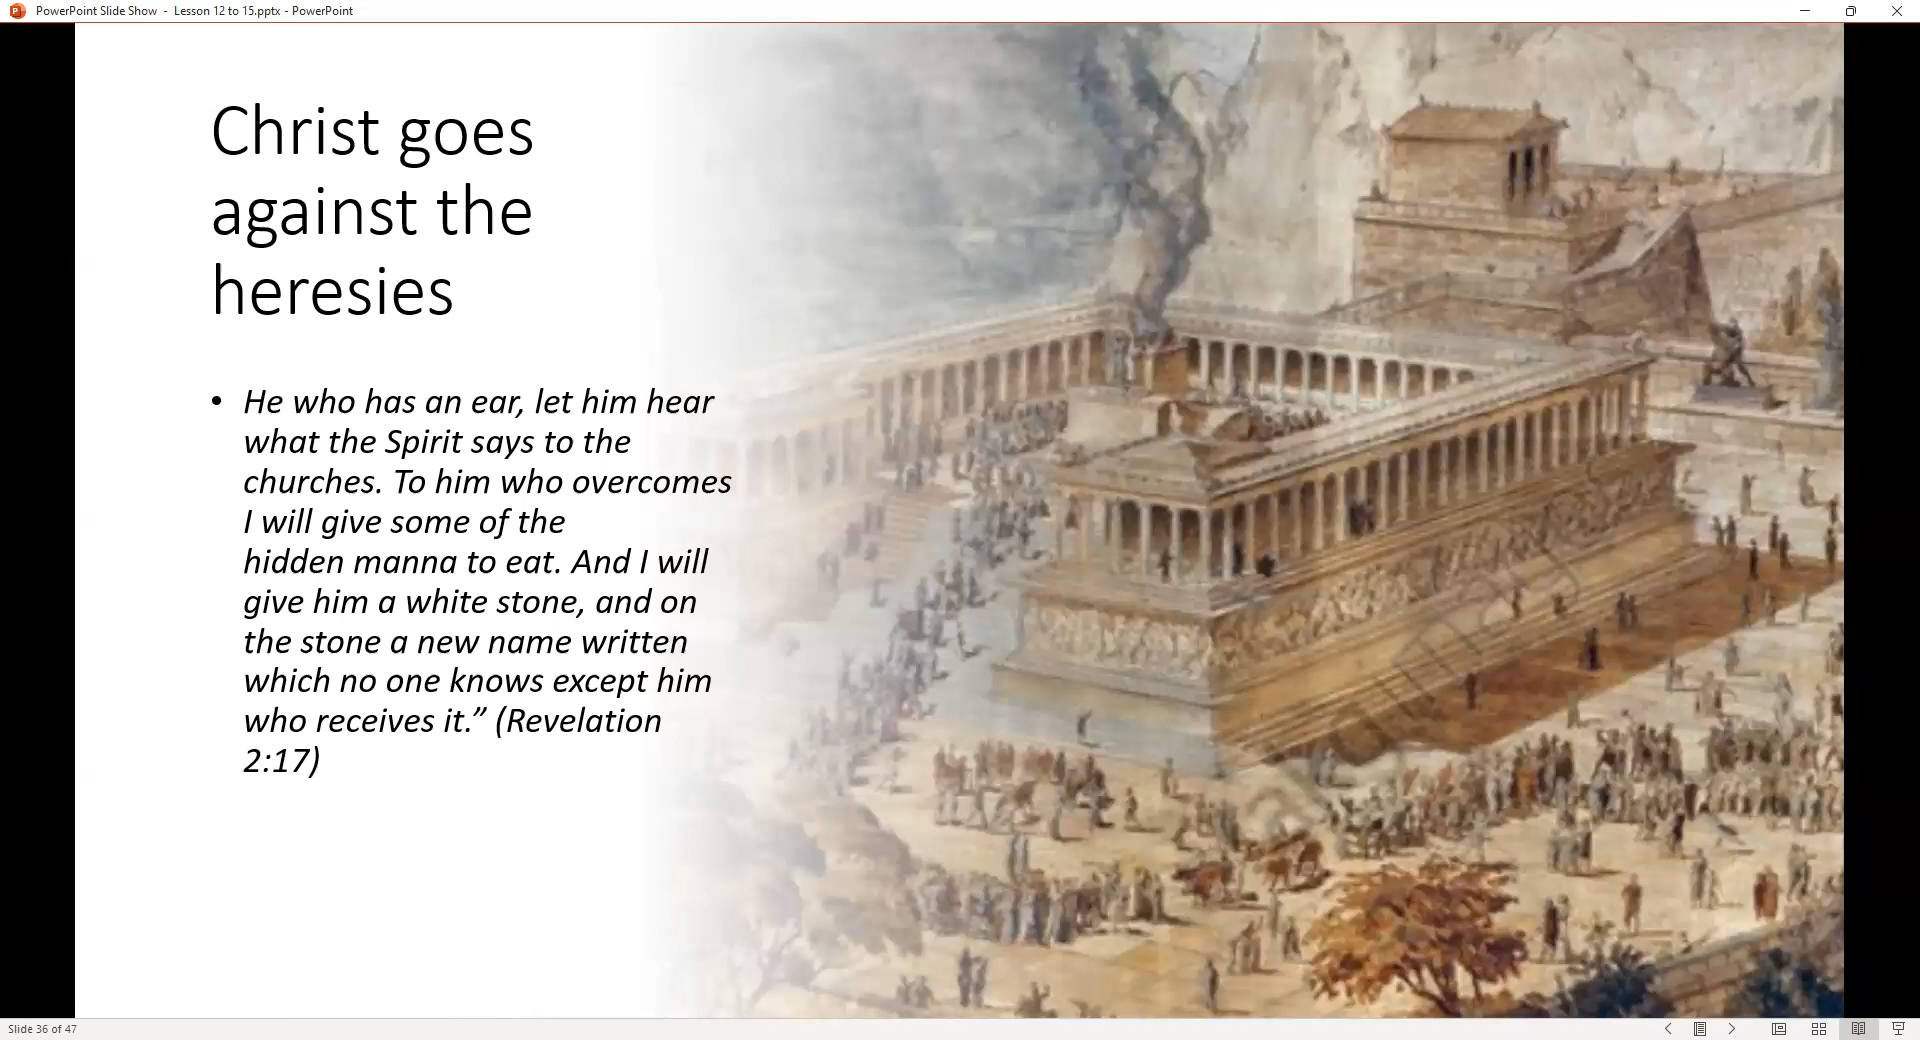 PowerPoint Slide Show - Lesson 12 to 15.pptx - PowerPoint
Christ goes
against the
heresies
• He who has an ear, let him hear
what the Spirit says to the
churches. To him who overcomes
I will give some of the
hidden manna to eat. And I will
give him a white stone, and on
the stone a new name written
which no one knows except him
who receives it.” (Revelation
2:17)
Slide 36 of 47